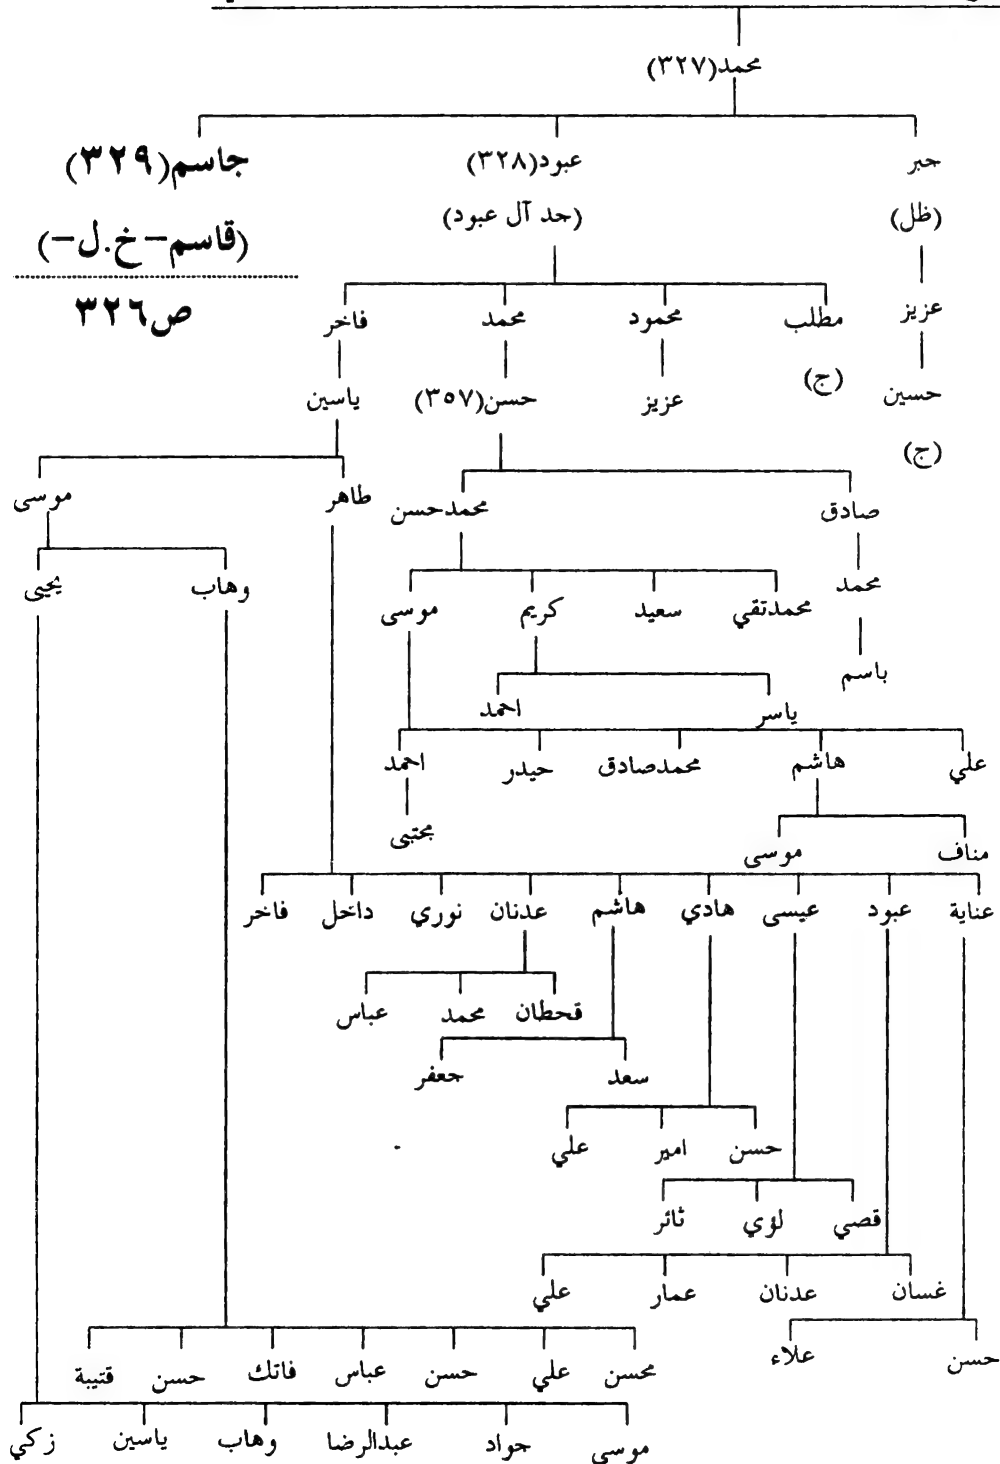 محمد(٣٢٧)
جبر عبود(٣٢٨) جاسم(٣٢٩)
(ظل) (جد آل عبود) (قاسم-خ.ل-)
عزيز مطلب محمود محمد فاخر ص٣٢٦
حسين (ج) عزيز حسن(٣٥٧) ياسين
(ج)
صادق محمدحسن طاهر موسى
محمد محمدتقي سعيد كريم موسى وهاب يحيى
باسم
ياسر احمد
علي هاشم محمدصادق حيدر احمد
مناف موسى مجتبى
عناية عبود عيسى هادي هاشم عدنان نوري داخل فاخر
قحطان محمد عباس
سعد جعفر
حسن امير علي
قصي لؤي ثائر
غسان عدنان عمار علي
حسن علاء
محسن علي حسن عباس فاتك حسن قتيبة
موسى جواد عبدالرضا وهاب ياسين زكي